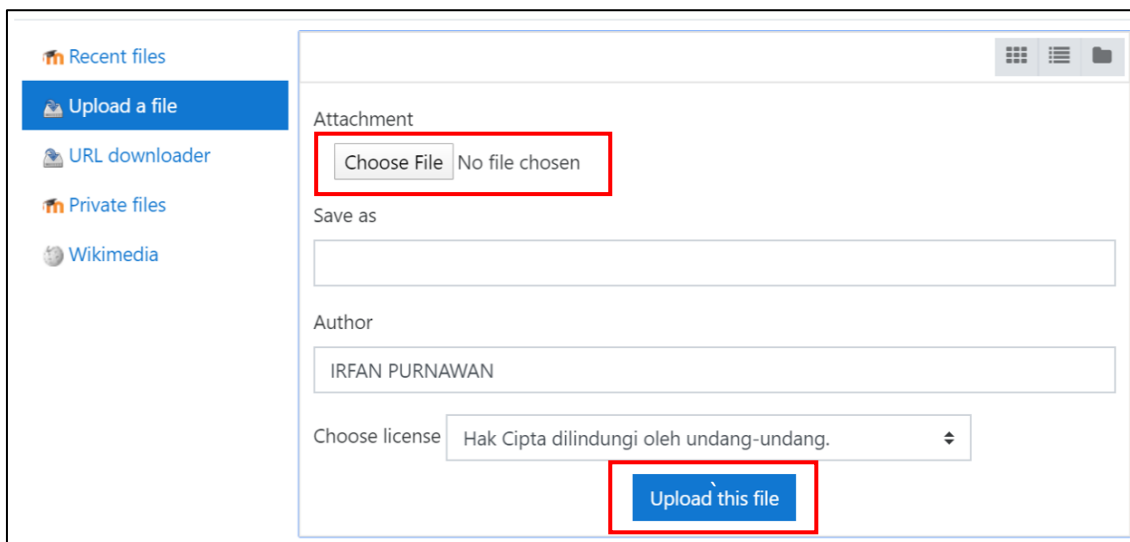 Recent files
Upload a file
URL downloader
Private files
Wikimedia
Attachment
Choose File No file chosen
Save as
Author
IRFAN PURNAWAN
Choose license Hak Cipta dilindungi oleh undang-undang.
Upload this file